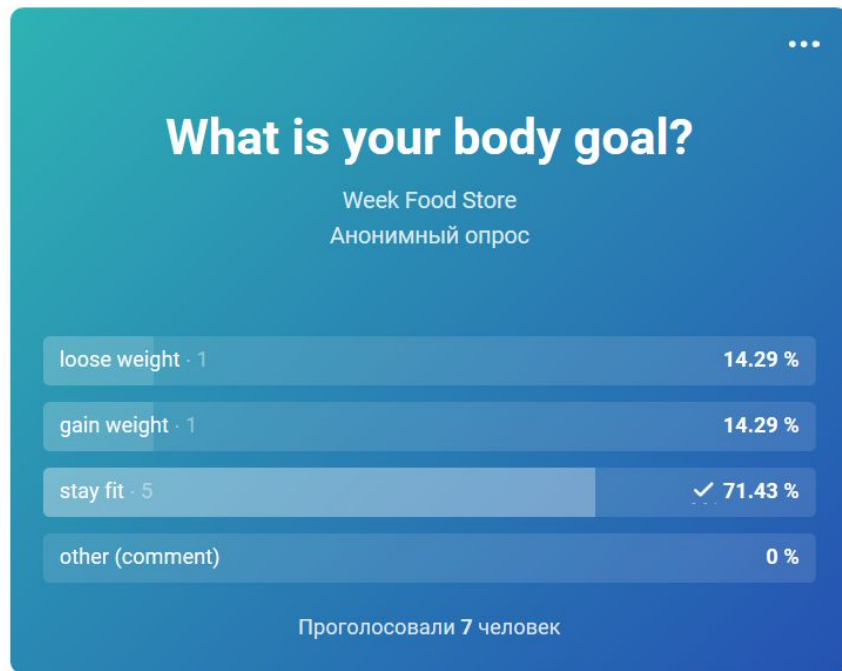 What is your body goal?
Week Food Store
Анонимный опрос
loose weight · 1 14.29 %
gain weight · 1 14.29 %
stay fit · 5 71.43 %
other (comment) 0 %
Проголосовали 7 человек